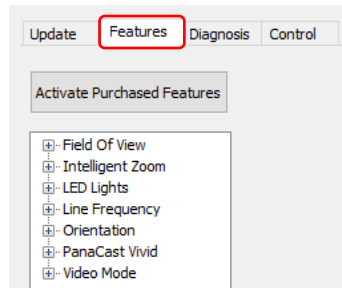 Update Features Diagnosis Control
Activate Purchased Features
Field Of View
Intelligent Zoom
LED Lights
Line Frequency
Orientation
PanaCast Vivid
Video Mode